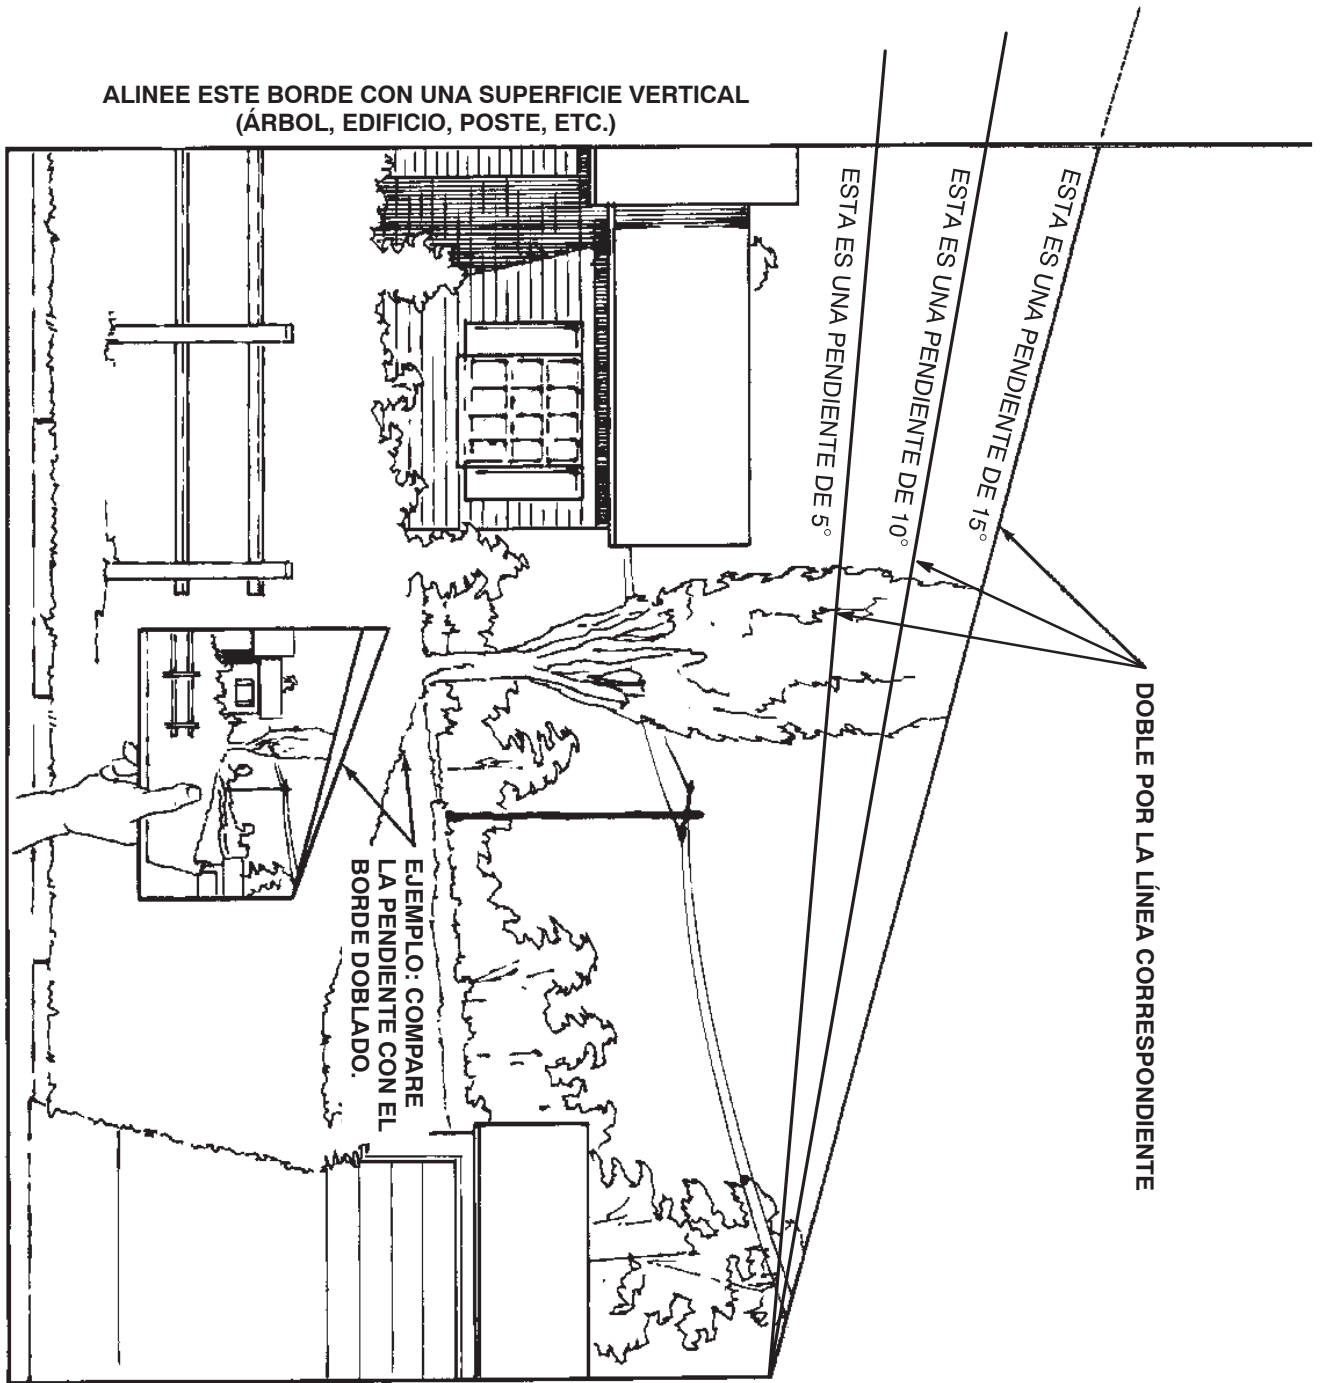 ALINEE ESTE BORDE CON UNA SUPERFICIE VERTICAL
(ÁRBOL, EDIFICIO, POSTE, ETC.)
ESTA ES UNA PENDIENTE DE 15°
ESTA ES UNA PENDIENTE DE 10°
ESTA ES UNA PENDIENTE DE 5°
DOBLE POR LA LÍNEA CORRESPONDIENTE
EJEMPLO: COMPARE
LA PENDIENTE CON EL
BORDE DOBLADO.